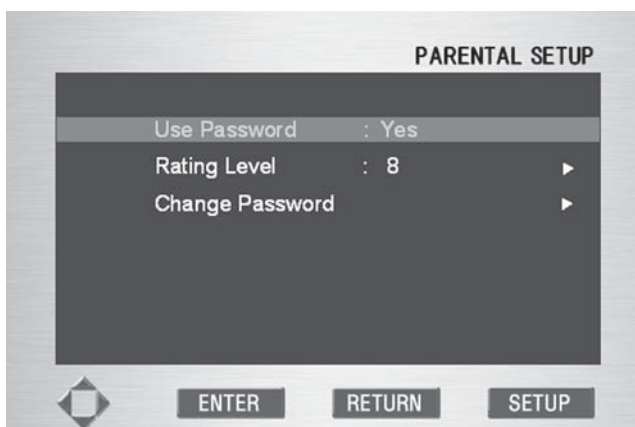 PARENTAL SETUP
Use Password : Yes
Rating Level : 8 ►
Change Password ►
ENTER RETURN SETUP